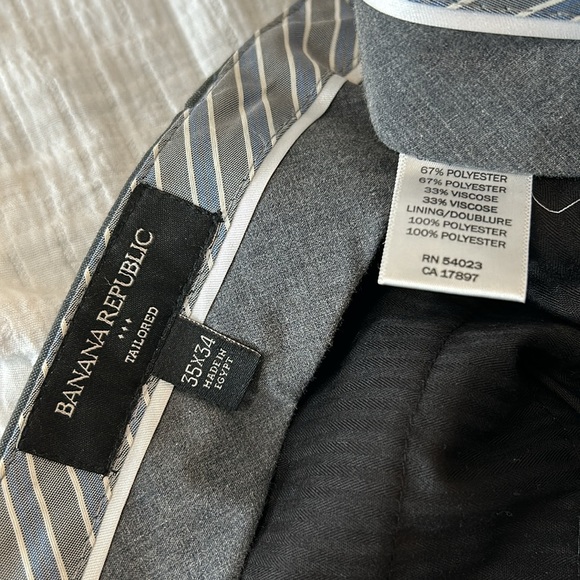 BANANA REPUBLIC
TAILORED
35X34
MADE IN
EGYPT
67% POLYESTER
67% POLYESTER
33% VISCOSE
33% VISCOSE
LINING/DOUBLURE
100% POLYESTER
100% POLYESTER
RN 54023
CA 17897